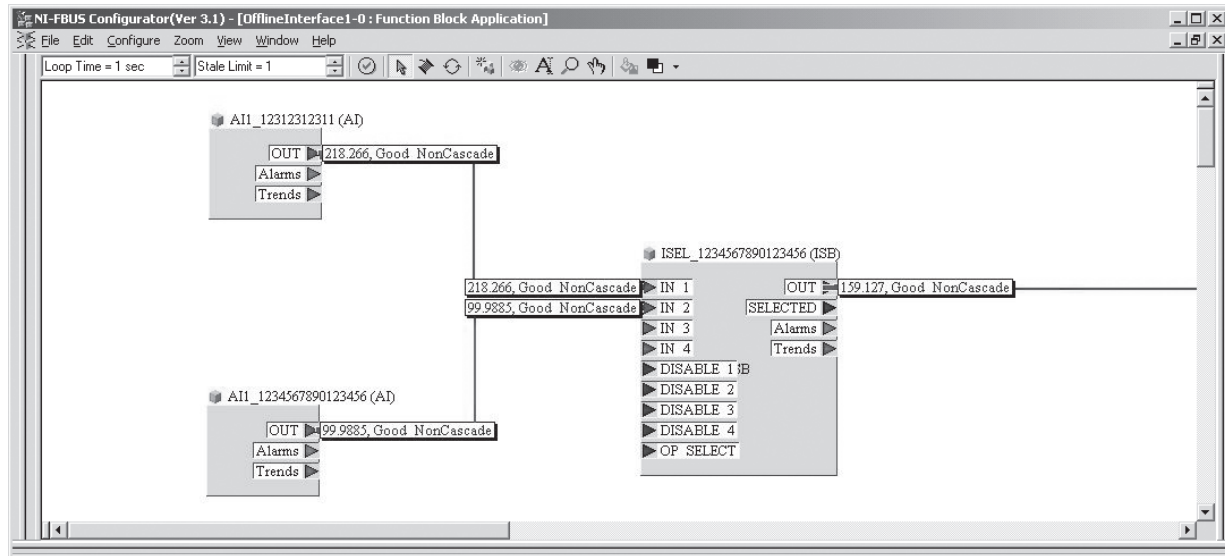 NI-FBUS Configurator(Ver 3.1) - [OfflineInterface1-0 : Function Block Application]
File Edit Configure Zoom View Window Help
Loop Time = 1 sec Stale Limit = 1
AI1_12312312311 (AI)
OUT 218.266, Good NonCascade
Alarms
Trends
ISEL_1234567890123456 (ISB)
218.266, Good NonCascade IN 1 OUT 159.127, Good NonCascade
99.9885, Good NonCascade IN 2 SELECTED
IN 3 Alarms
IN 4 Trends
DISABLE 1 SB
DISABLE 2
DISABLE 3
DISABLE 4
OP SELECT
AI1_1234567890123456 (AI)
OUT 99.9885, Good NonCascade
Alarms
Trends